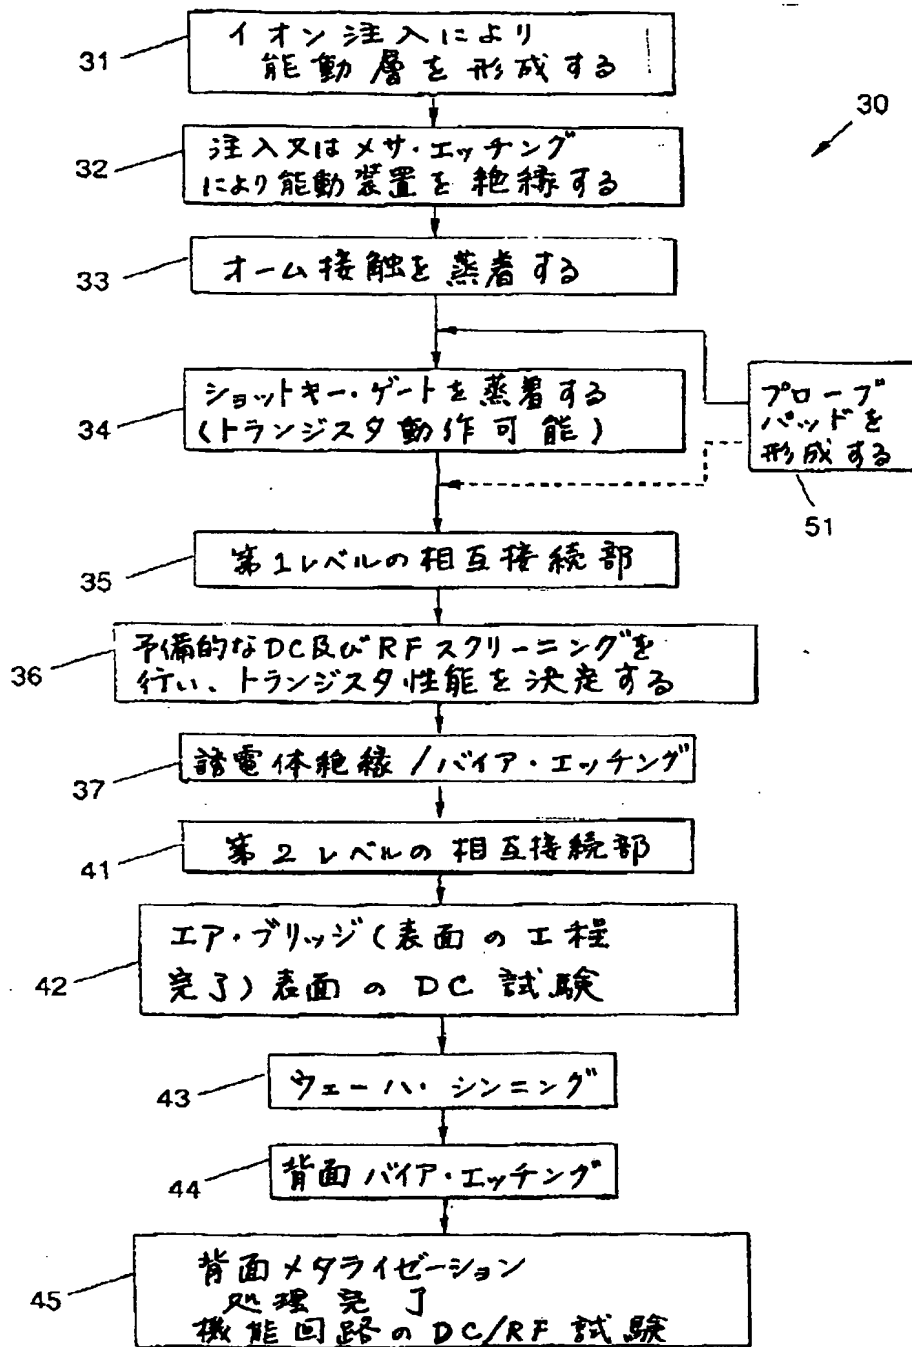 イオン注入により
能動層を形成する
31
30
注入又はメサ・エッチング
により能動装置を絶縁する
32
オーム接触を蒸着する
33
ショットキー・ゲートを蒸着する
(トランジスタ動作可能)
34
プローブ
パッドを
形成する
51
第1レベルの相互接続部
35
予備的なDC及びRFスクリーニングを
行い、トランジスタ性能を決定する
36
誘電体絶縁/バイア・エッチング
37
第2レベルの相互接続部
41
エア・ブリッジ(表面の工程
完了)表面のDC試験
42
ウェーハ・シンニング
43
背面バイア・エッチング
44
背面メタライゼーション
処理完了
機能回路のDC/RF試験
45